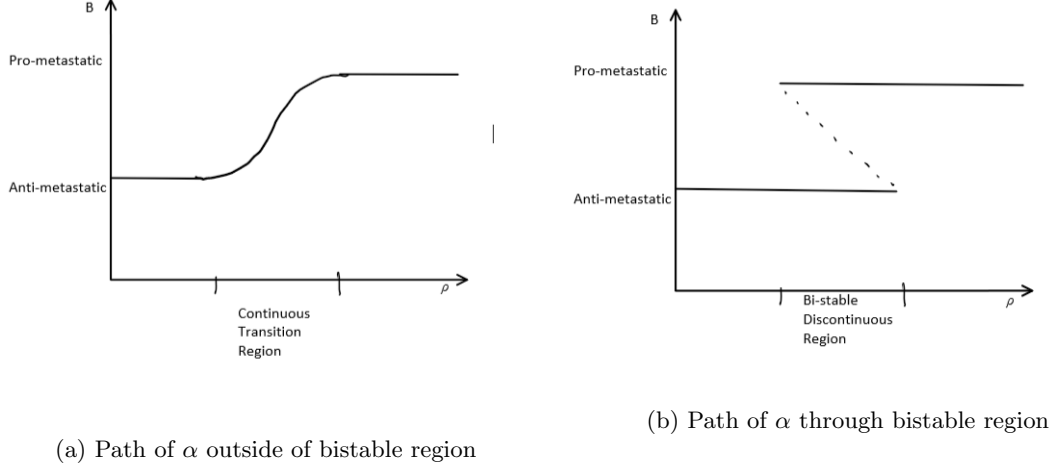 B
Pro-metastatic
Anti-metastatic
ρ
Continuous
Transition
Region
(a) Path of α outside of bistable region
B
Pro-metastatic
Anti-metastatic
ρ
Bi-stable
Discontinuous
Region
(b) Path of α through bistable region